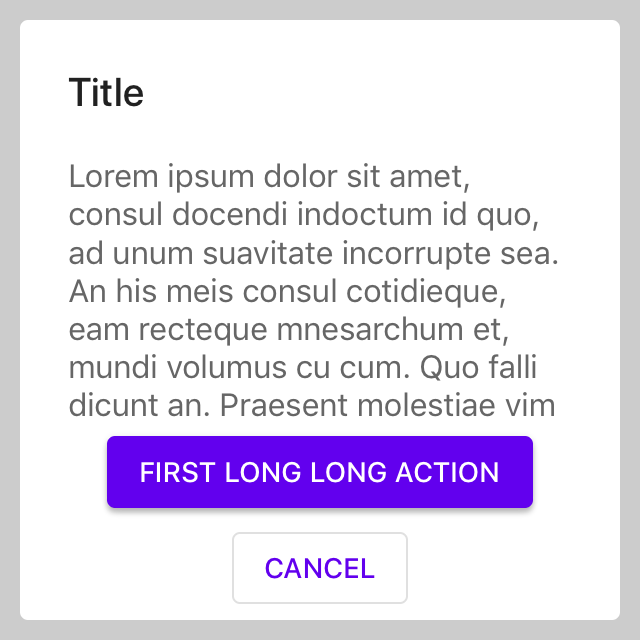 Title
Lorem ipsum dolor sit amet,
consul docendi indoctum id quo,
ad unum suavitate incorrupte sea.
An his meis consul cotidieque,
eam recteque mnesarchum et,
mundi volumus cu cum. Quo falli
dicunt an. Praesent molestiae vim
FIRST LONG LONG ACTION
CANCEL